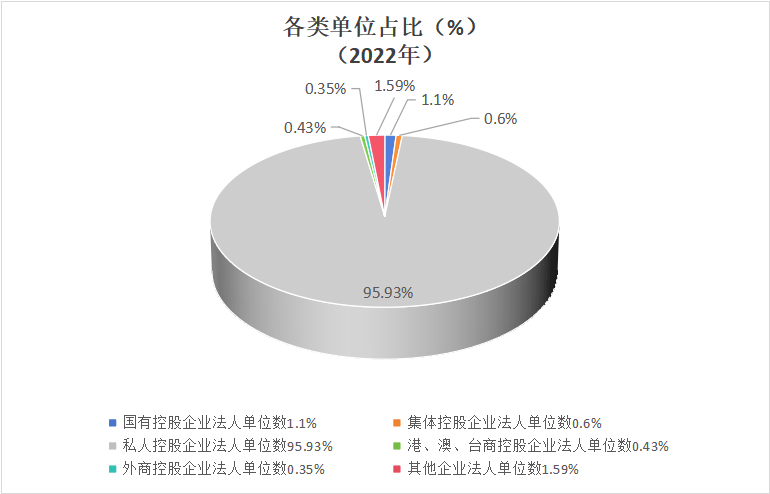 各类单位占比（%）
（2022年）
0.35%
1.59%
1.1%
0.43%
0.6%
95.93%
国有控股企业法人单位数1.1%
集体控股企业法人单位数0.6%
私人控股企业法人单位数95.93%
港、澳、台商控股企业法人单位数0.43%
外商控股企业法人单位数0.35%
其他企业法人单位数1.59%